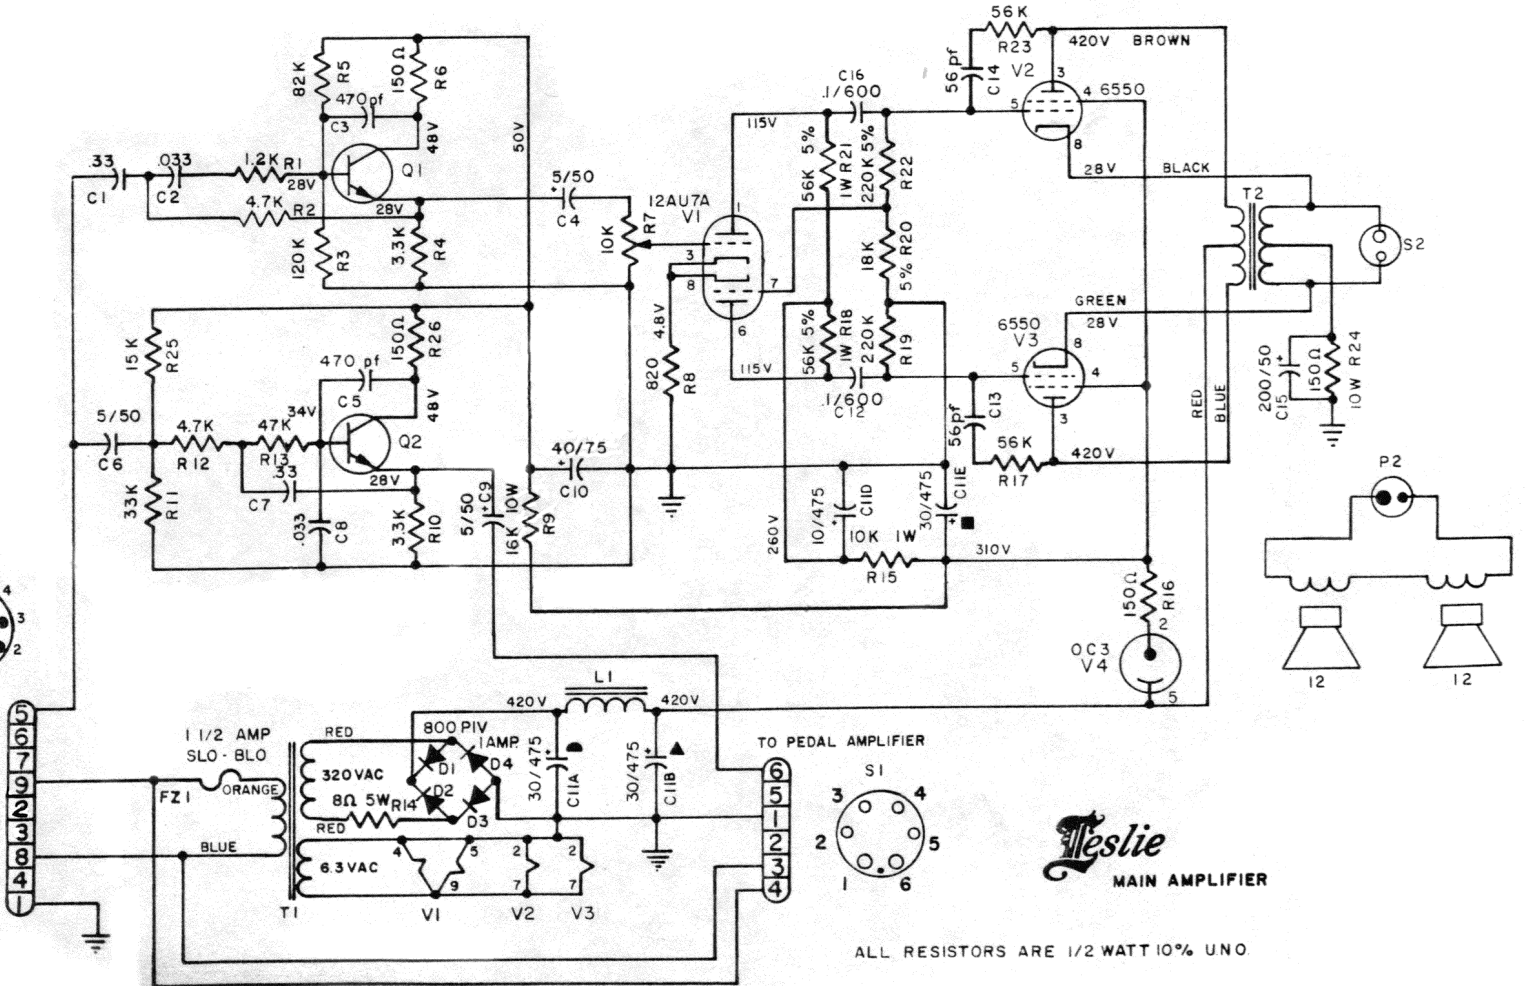 56K
R23
420V BROWN
56pf
C14
V2
3
4 6550
5
8
28V BLACK
82K
R5
150Ω
R6
470pf
C3
48V
50V
.33
C1
.033
C2
1.2K R1
28V
Q1
4.7K
R2
28V
120K
R3
3.3K
R4
5/50
C4
10K
R7
12AU7A
V1
1
3
8
7
6
115V
C16
.1/600
56K 5%
1W R21
220K 5%
R22
18K
5% R20
56K 5%
1W R18
220K
R19
115V
.1/600
C12
4.8V
820
R8
T2
S2
GREEN
28V
6550
V3
8
5
4
3
56pf
C13
56K
R17
420V
RED
BLUE
200/50
C15
150Ω
10W R24
15K
R25
150Ω
R26
470 pf
C5
48V
5/50
C6
4.7K
R12
47K
R13
34V
Q2
28V
.33
C7
33K
R11
.033
C8
3.3K
R10
5/50
C9
16K 10W
R9
40/75
C10
260V
10/475
C11D
30/475
C11E
10K 1W
R15
310V
150Ω
R16
2
OC3
V4
5
P2
12
12
4
3
2
5
6
7
9
2
3
8
4
1
1 1/2 AMP
SLO-BLO
FZ1
ORANGE
BLUE
T1
RED
320VAC
8Ω 5W R14
RED
6.3VAC
800PIV
1AMP.
D1
D4
D2
D3
420V
L1
420V
30/475
C11A
30/475
C11B
4
5
9
2
7
2
7
V1
V2
V3
TO PEDAL AMPLIFIER
6
5
1
2
3
4
S1
3
4
2
5
1
6
Leslie
MAIN AMPLIFIER
ALL RESISTORS ARE 1/2 WATT 10% U.N.O.